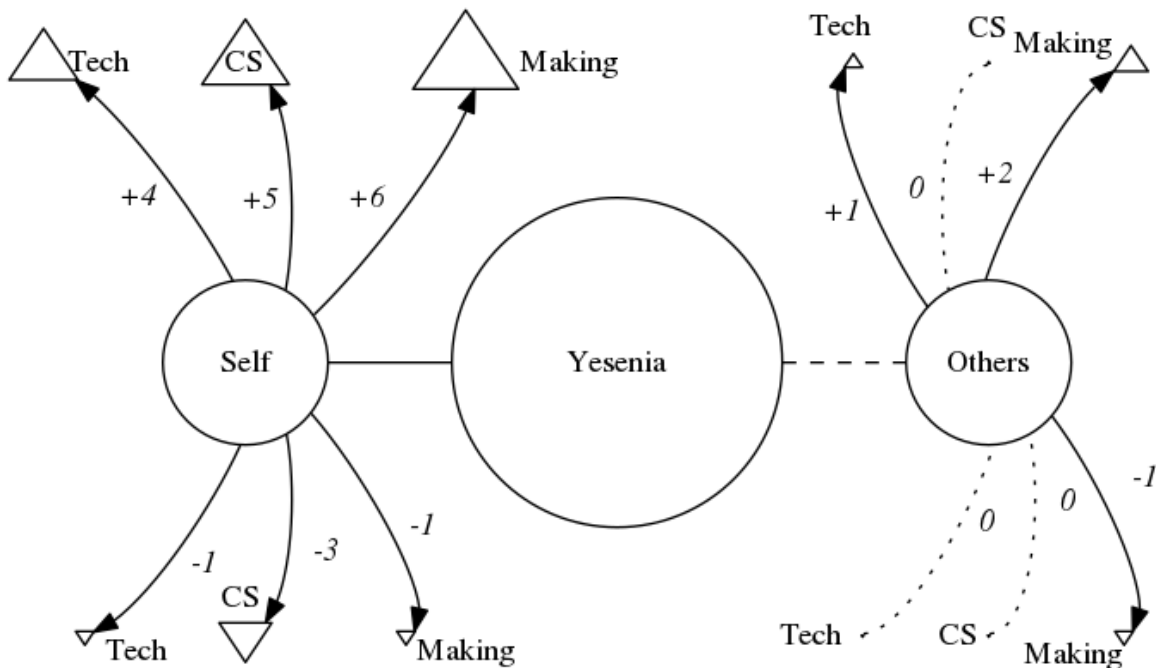 Tech
CS
Making
Tech
CS
Making
+4
+5
+6
+1
0
+2
Self
Yesenia
Others
-1
-3
-1
0
0
-1
CS
Tech
Making
Tech
CS
Making